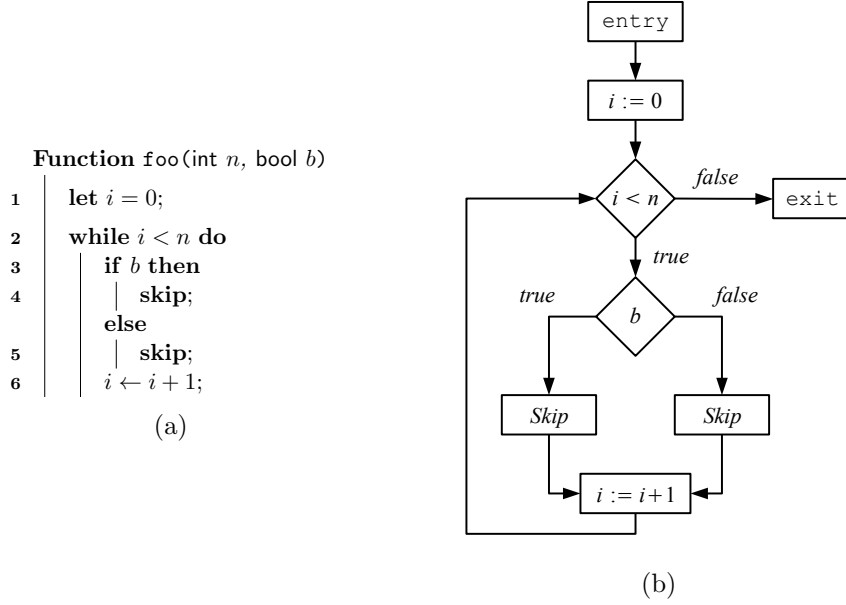 Function foo(int n, bool b)
1 let i = 0;
2 while i < n do
3 if b then
4 skip;
else
5 skip;
6 i ← i + 1;
(a)
entry
i := 0
i < n
false
exit
true
true
b
false
Skip
Skip
i := i+1
(b)